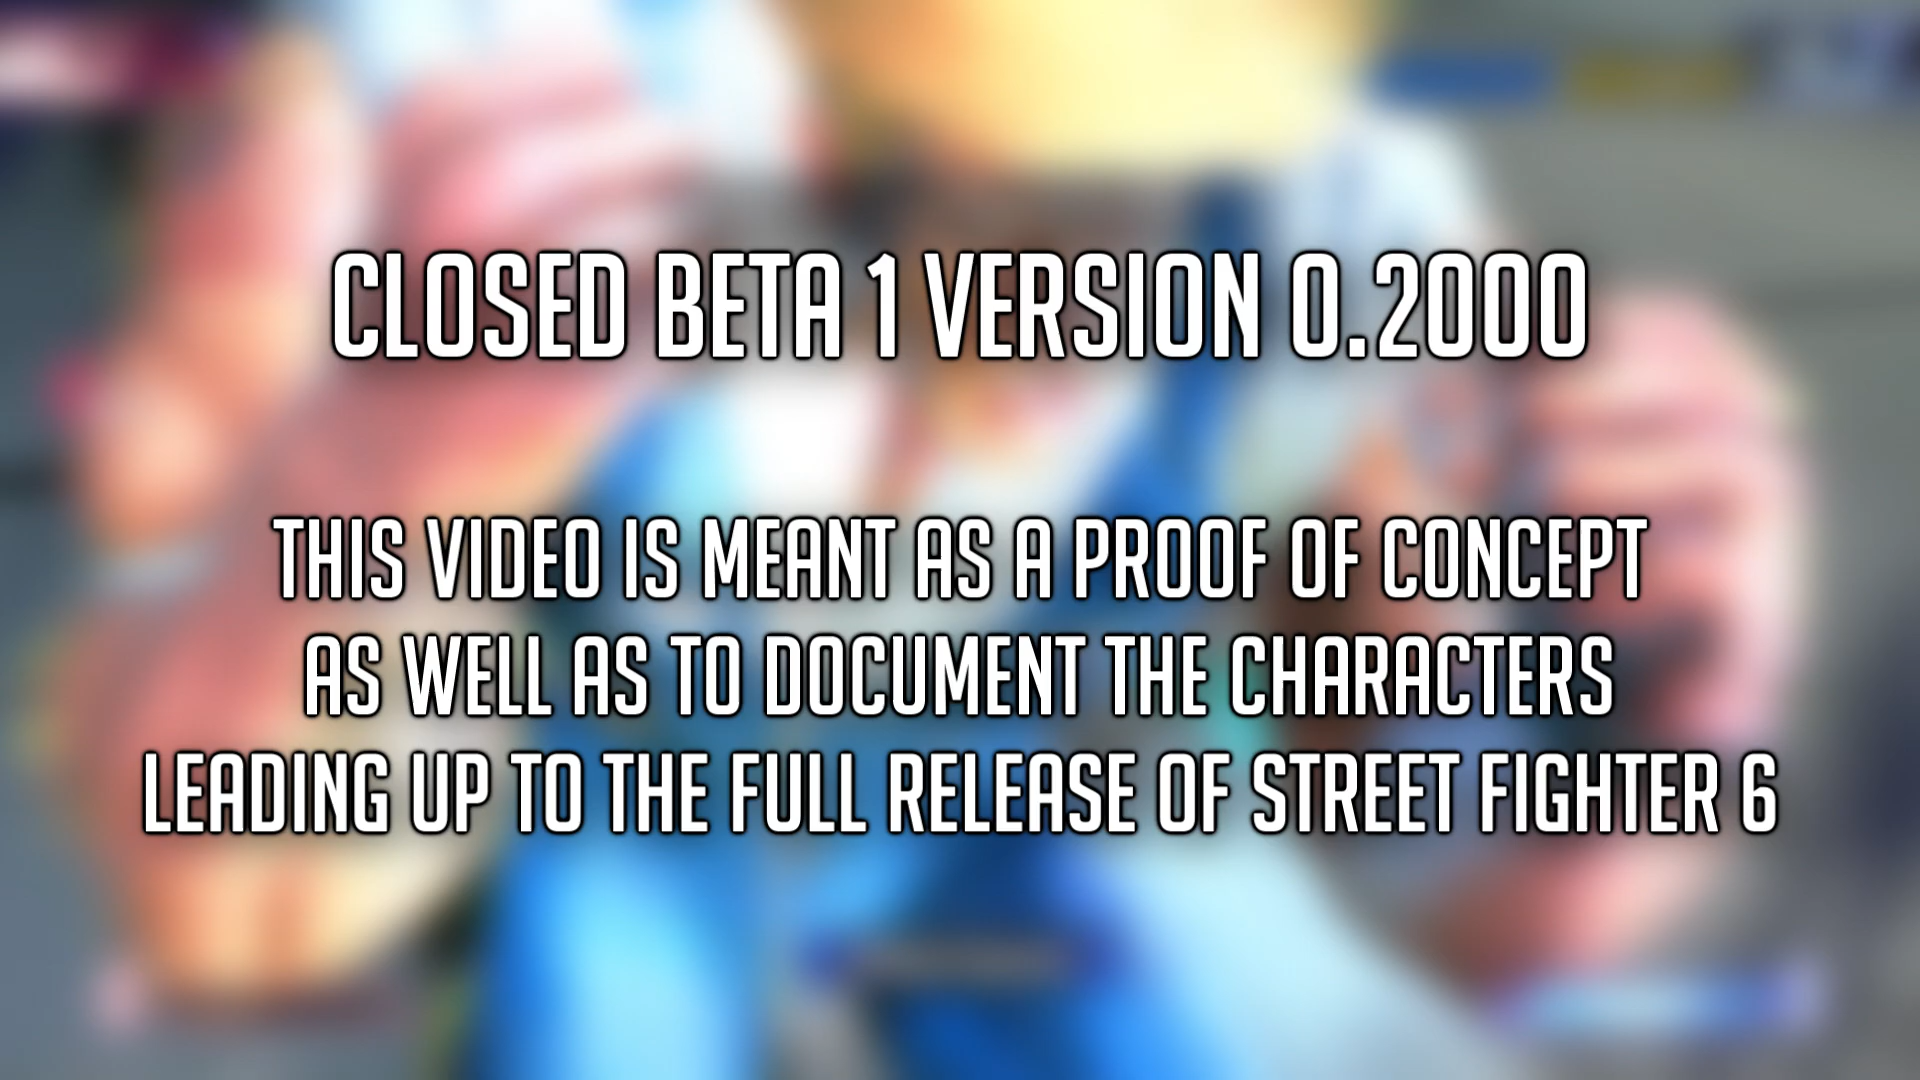 CLOSED BETA 1 VERSION 0.2000
THIS VIDEO IS MEANT AS A PROOF OF CONCEPT
AS WELL AS TO DOCUMENT THE CHARACTERS
LEADING UP TO THE FULL RELEASE OF STREET FIGHTER 6